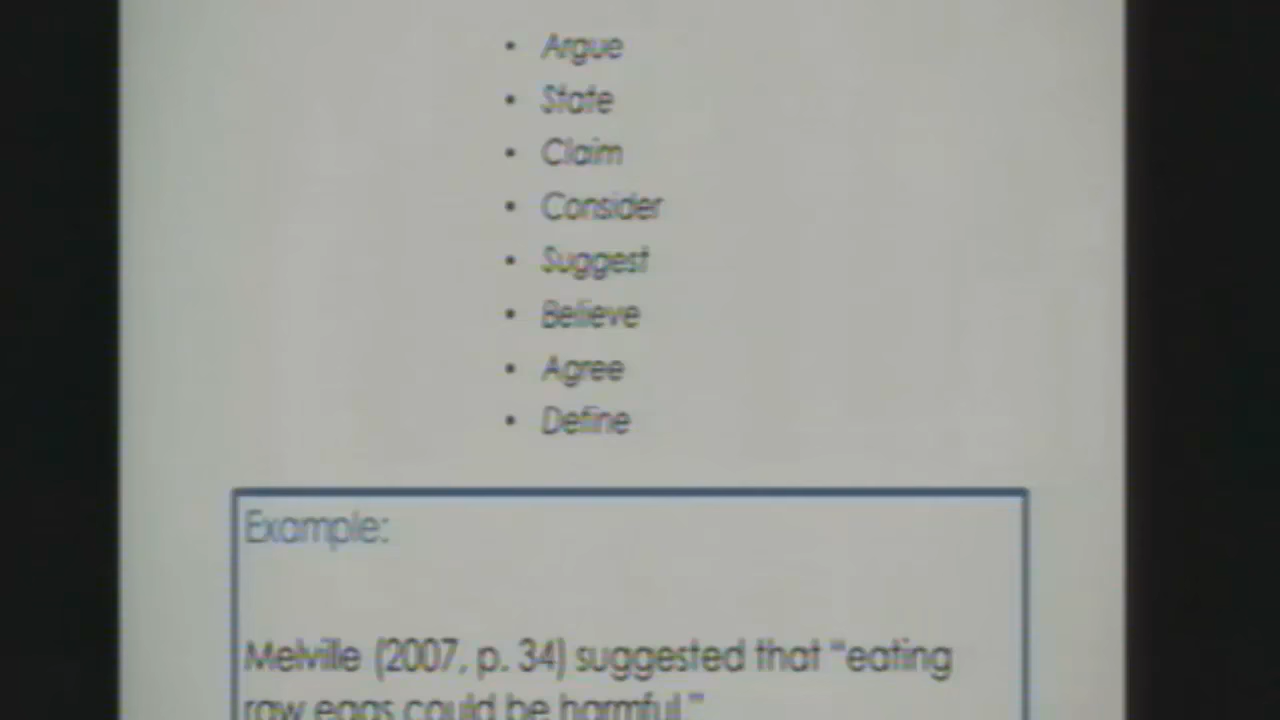 • Argue
• State
• Claim
• Consider
• Suggest
• Believe
• Agree
• Define
Example:
Melville (2007, p. 34) suggested that "eating
raw eggs could be harmful."